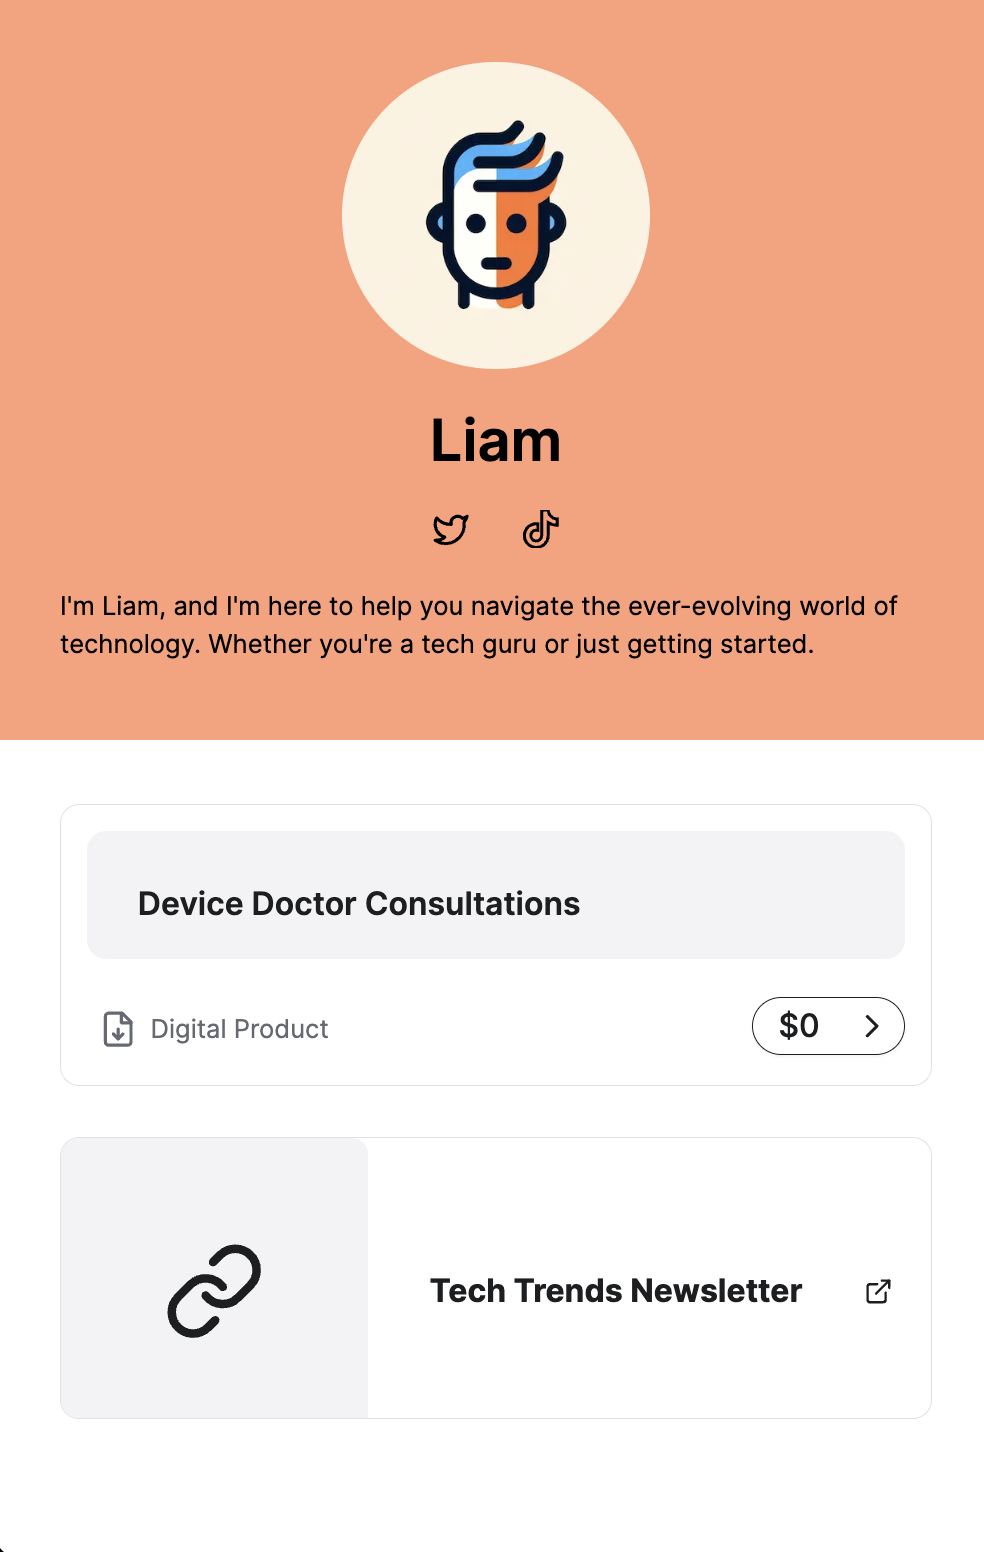 Liam
I'm Liam, and I'm here to help you navigate the ever-evolving world of
technology. Whether you're a tech guru or just getting started.
Device Doctor Consultations
Digital Product
$0
Tech Trends Newsletter